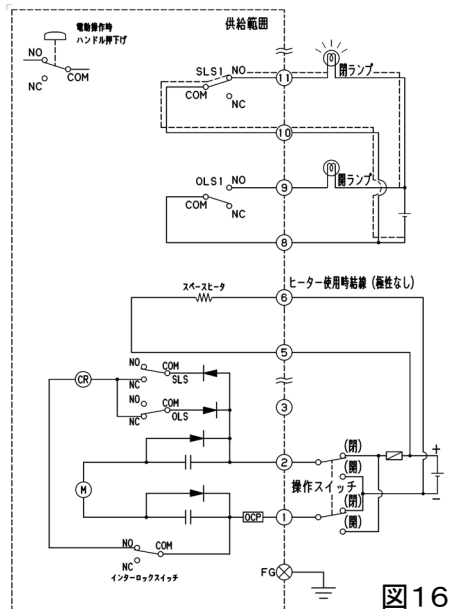 電動操作時
ハンドル押下げ
NO
COM
NC
供給範囲
SLS1 NO
COM
NC
11
閉ランプ
10
OLS1 NO
COM
NC
9
開ランプ
8
スペースヒータ
6
ヒーター使用時結線(極性なし)
5
NO COM
NC SLS
CR
NO COM
NC OLS
3
2
(閉)
(開)
操作スイッチ
(閉)
(開)
+
-
M
OCP
1
NO COM
NC
インターロックスイッチ
FG
図16